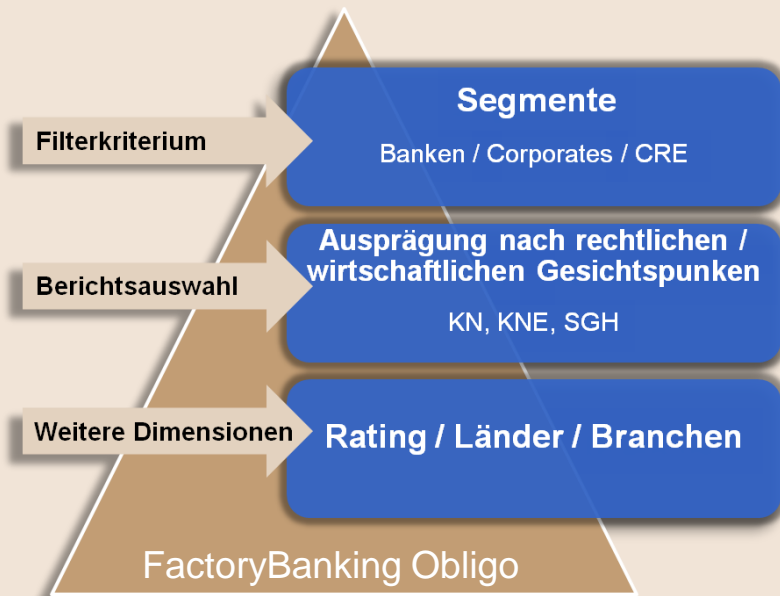 Filterkriterium
Segmente
Banken / Corporates / CRE
Berichtsauswahl
Ausprägung nach rechtlichen /
wirtschaftlichen Gesichtspunken
KN, KNE, SGH
Weitere Dimensionen
Rating / Länder / Branchen
FactoryBanking Obligo